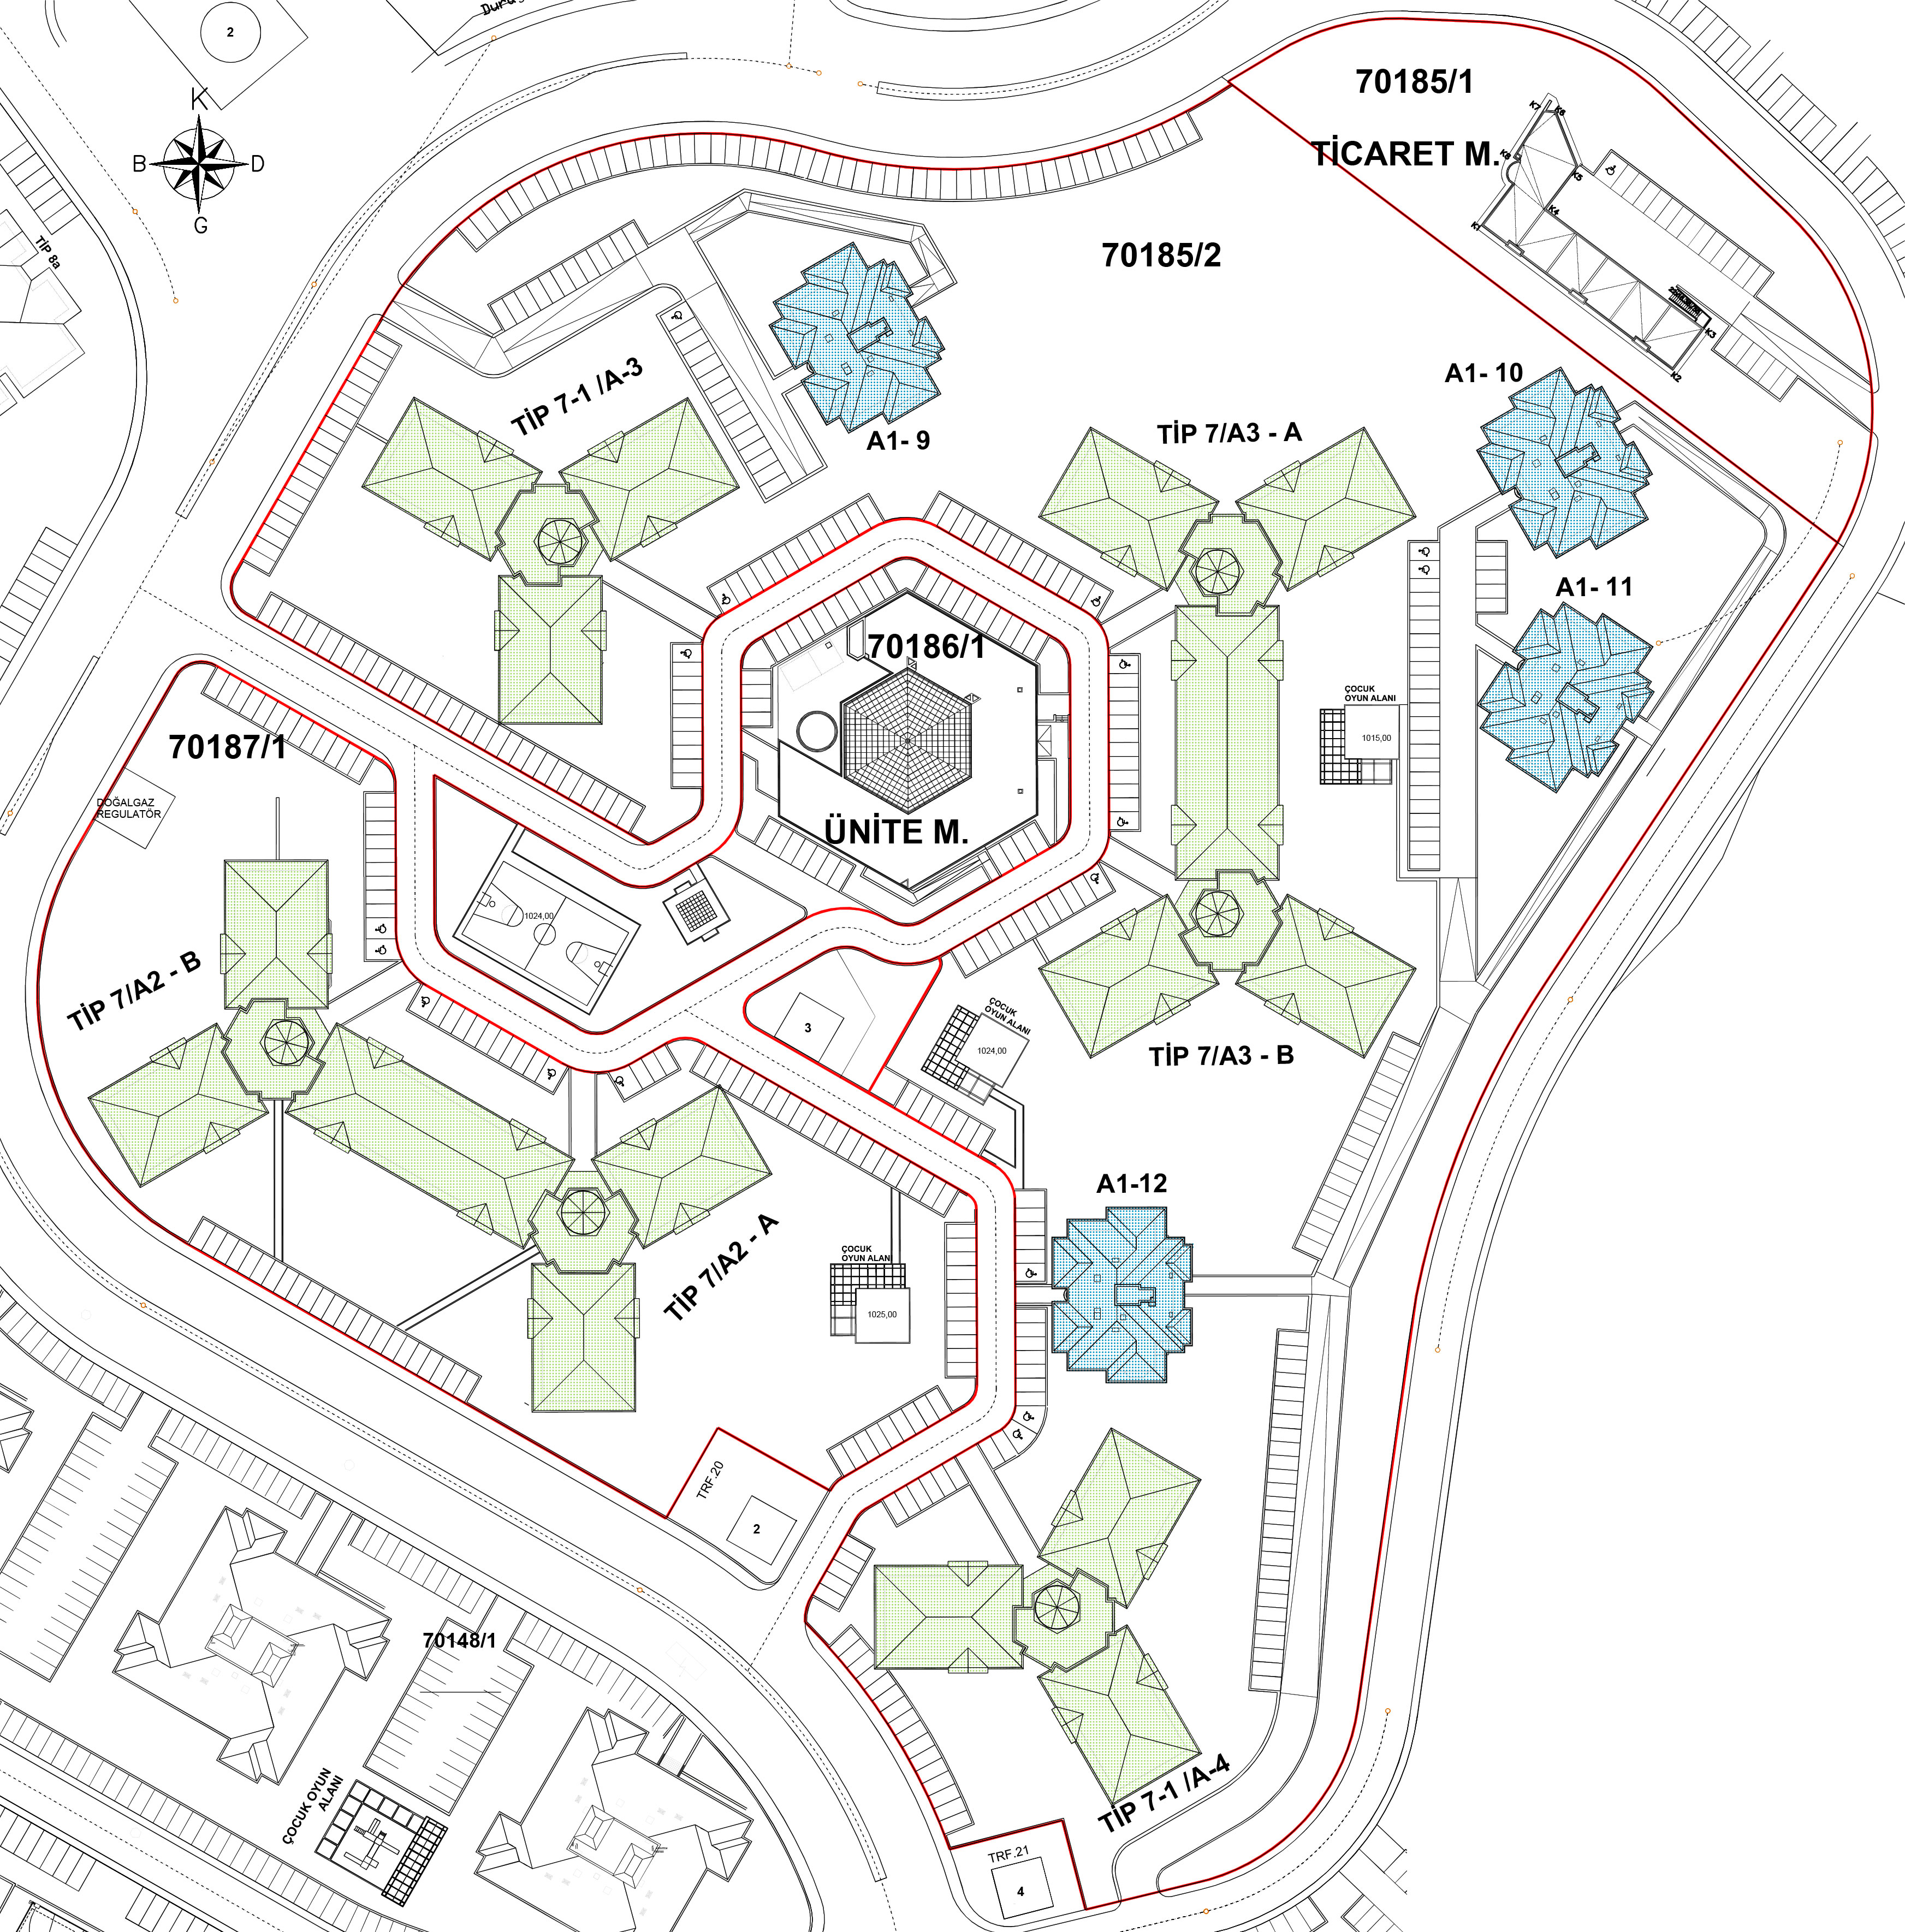 2
K
B
D
G
TİP 8a
70185/1
TİCARET M.
K7
K6
K8
K5
K4
K1
K3
K2
70185/2
TİP 7-1 /A-3
A1- 9
TİP 7/A3 - A
A1- 10
A1- 11
70186/1
ÜNİTE M.
ÇOCUK
OYUN ALANI
1015,00
70187/1
DOĞALGAZ
REGULATÖR
1024,00
TİP 7/A2 - B
3
ÇOCUK
OYUN ALANI
1024,00
TİP 7/A3 - B
A1-12
TİP 7/A2 - A
ÇOCUK
OYUN ALANI
1025,00
TRF.20
2
70148/1
ÇOCUK OYUN
ALANI
TİP 7-1 /A-4
TRF.21
4